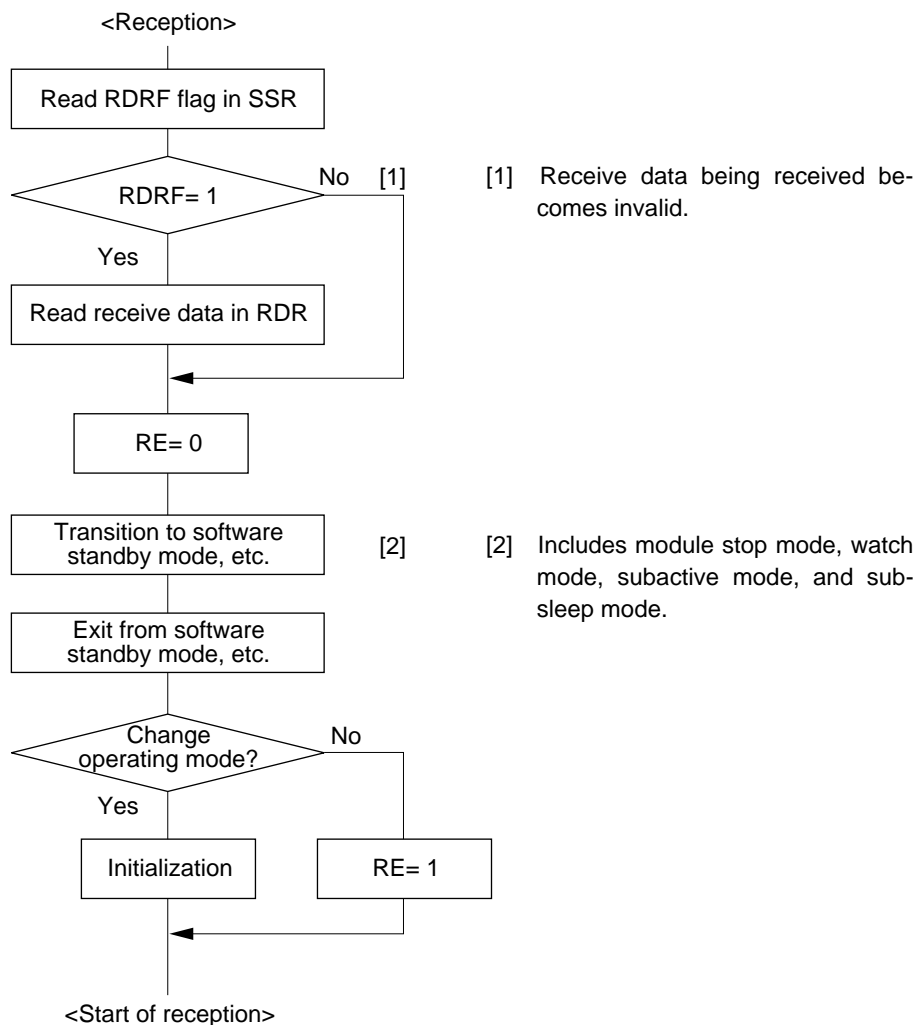 <Reception>
Read RDRF flag in SSR
RDRF= 1
No
[1]
[1] Receive data being received be-
comes invalid.
Yes
Read receive data in RDR
RE= 0
Transition to software
standby mode, etc.
[2]
[2] Includes module stop mode, watch
mode, subactive mode, and sub-
sleep mode.
Exit from software
standby mode, etc.
Change
operating mode?
No
Yes
Initialization
RE= 1
<Start of reception>